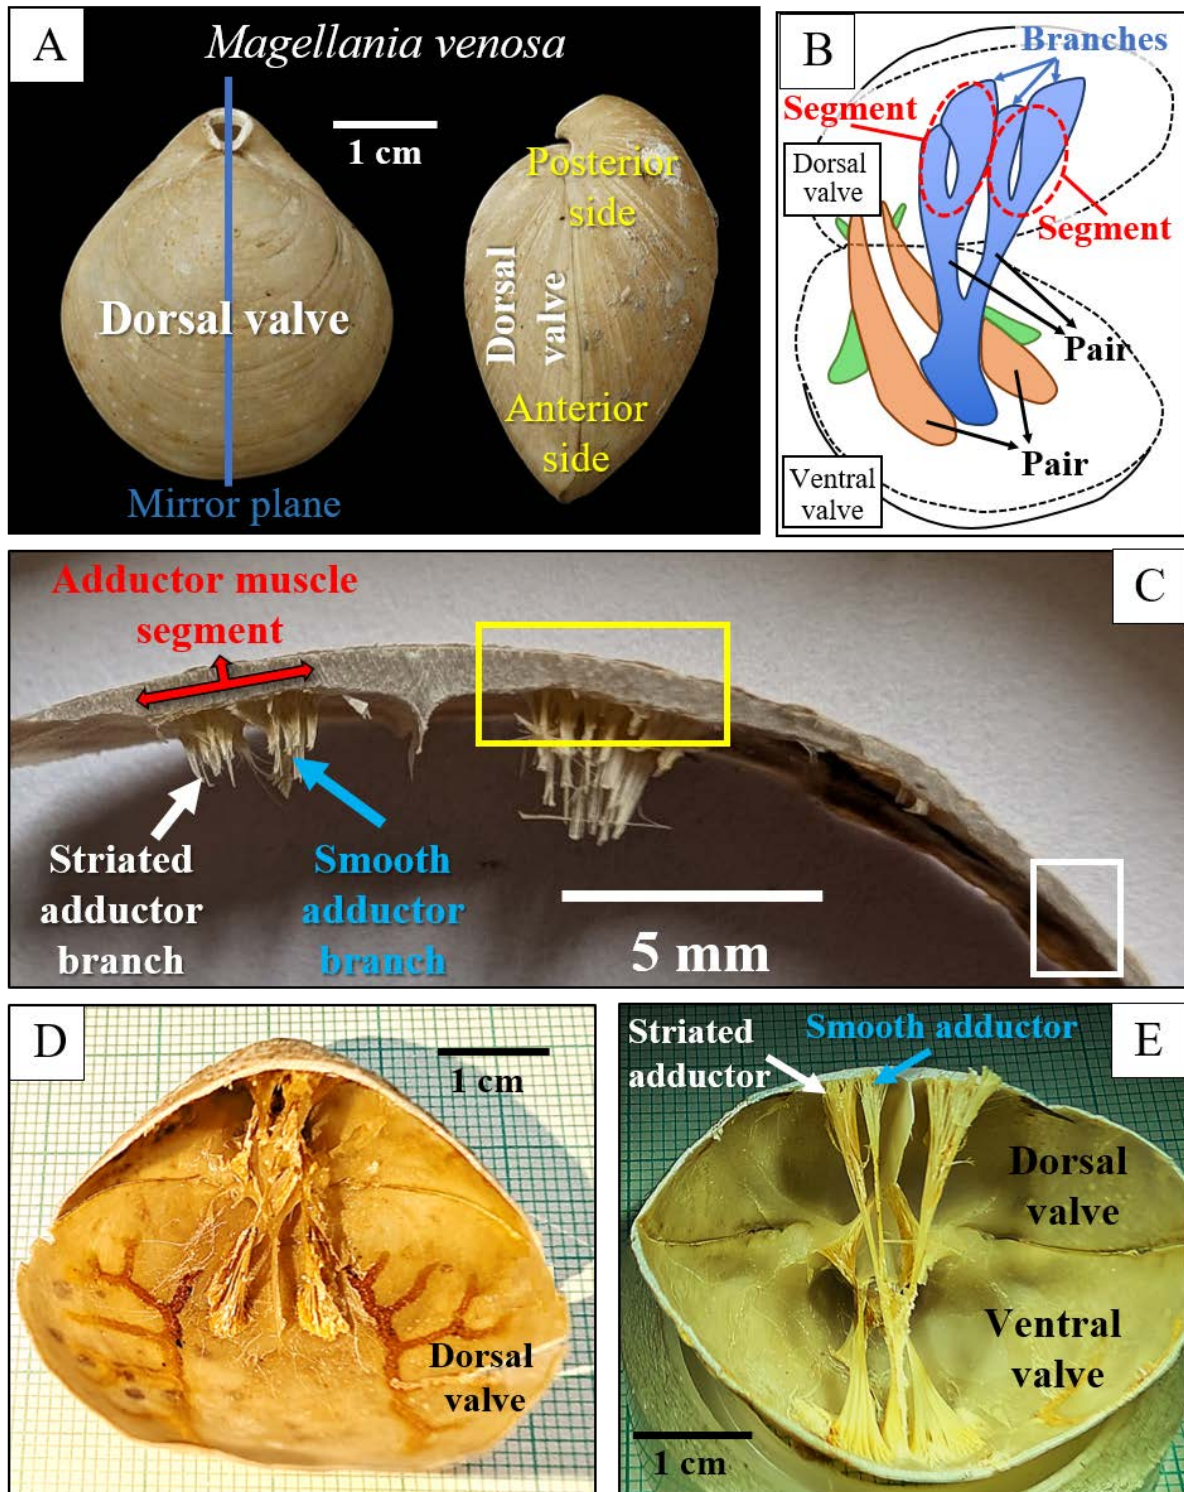 A
Magellania venosa
1 cm
Posterior
side
Dorsal
valve
Dorsal valve
Anterior
side
Mirror plane
B
Branches
Segment
Dorsal
valve
Segment
Pair
Pair
Ventral
valve
C
Adductor muscle
segment
Striated
adductor
branch
Smooth
adductor
branch
5 mm
D
1 cm
Dorsal
valve
E
Striated
adductor
Smooth adductor
Dorsal
valve
Ventral
valve
1 cm